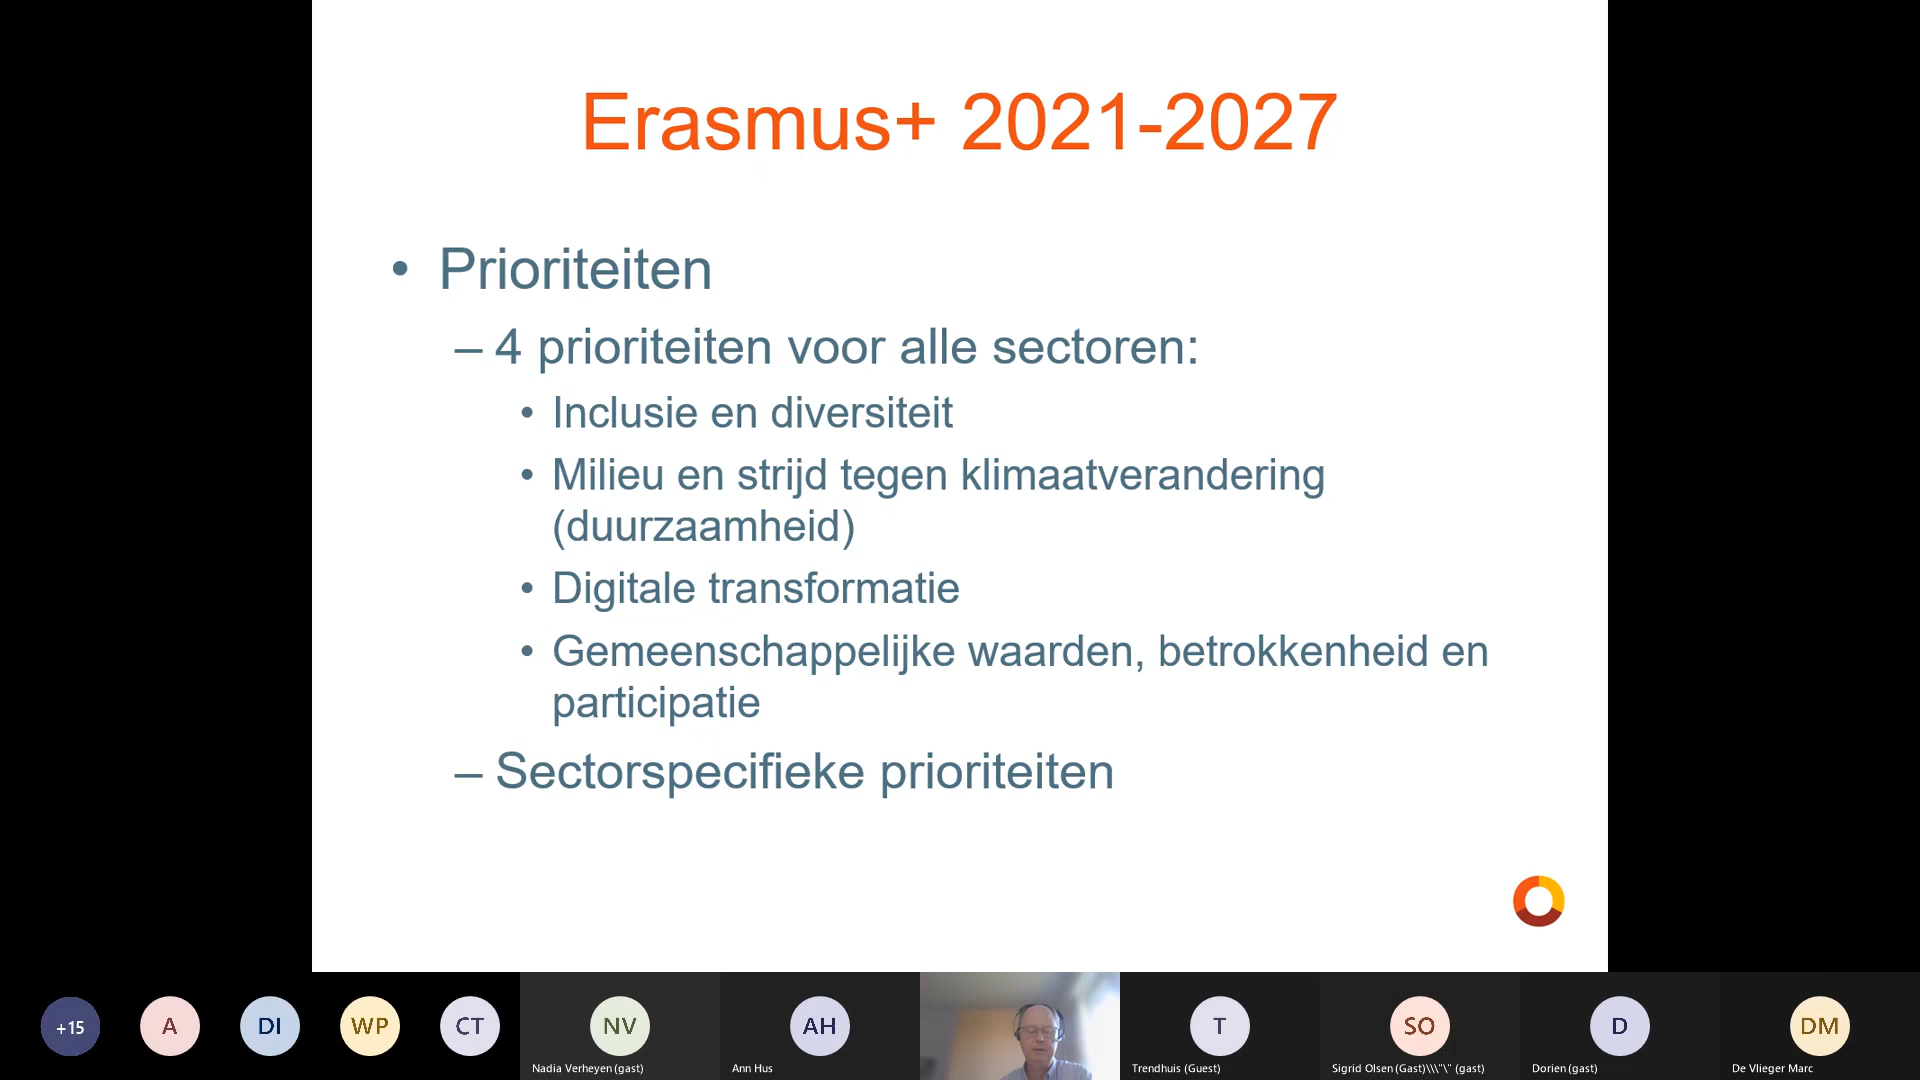 Erasmus+ 2021-2027
• Prioriteiten
– 4 prioriteiten voor alle sectoren:
• Inclusie en diversiteit
• Milieu en strijd tegen klimaatverandering
(duurzaamheid)
• Digitale transformatie
• Gemeenschappelijke waarden, betrokkenheid en
participatie
– Sectorspecifieke prioriteiten
+15
A
DI
WP
CT
NV
Nadia Verheyen (gast)
AH
Ann Hus
T
Trendhuis (Guest)
SO
Sigrid Olsen (Gast)\\\"\" (gast)
D
Dorien (gast)
DM
De Vlieger Marc